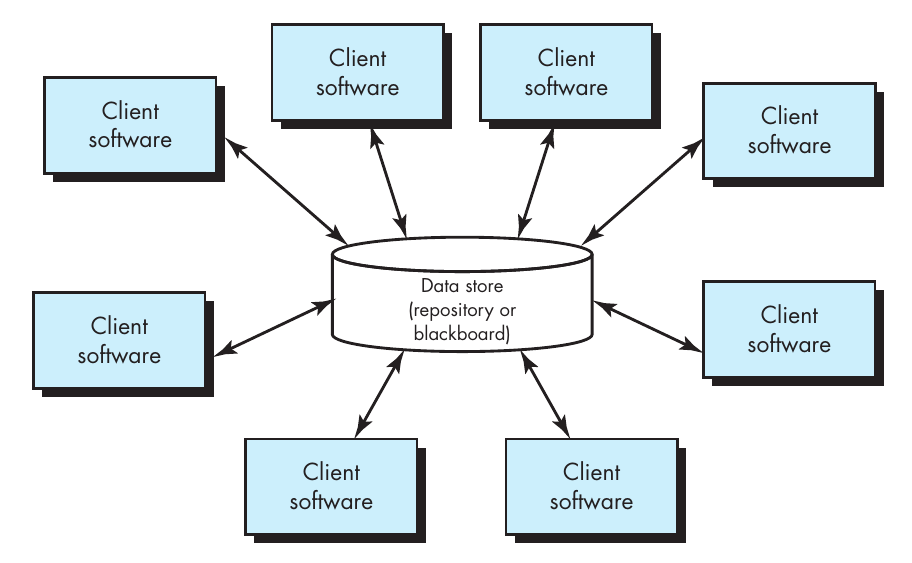 Client
software
Client
software
Client
software
Client
software
Data store
(repository or
blackboard)
Client
software
Client
software
Client
software
Client
software